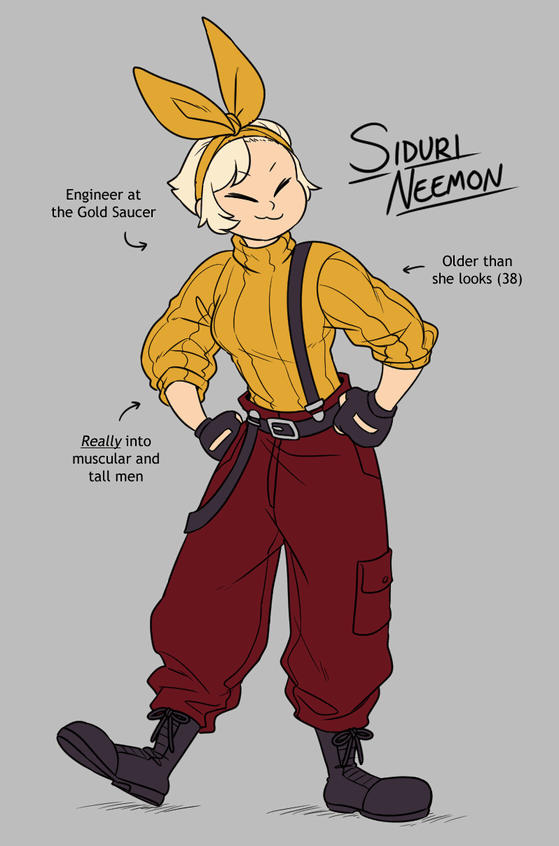 SIDURI
NEEMON
Engineer at
the Gold Saucer
Older than
she looks (38)
Really into
muscular and
tall men